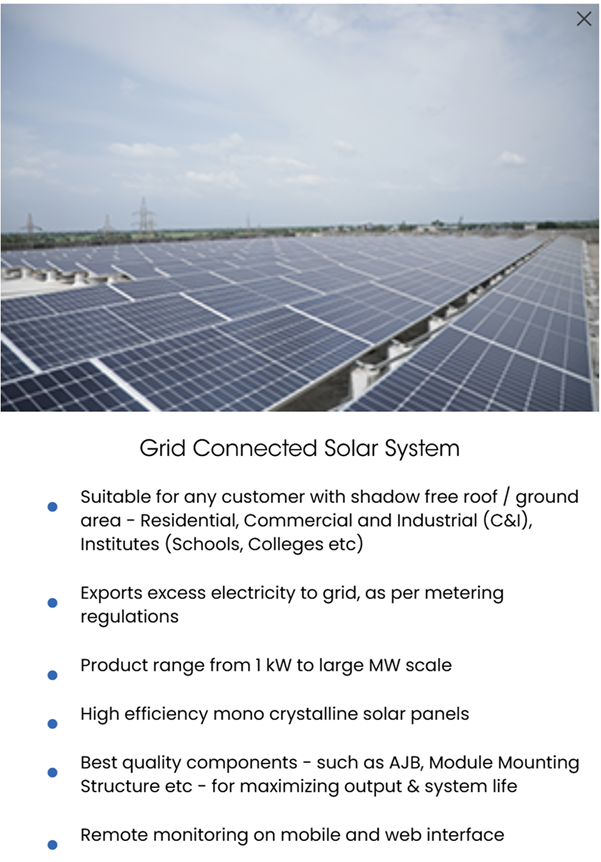 Grid Connected Solar System
Suitable for any customer with shadow free roof / ground
area - Residential, Commercial and Industrial (C&I),
Institutes (Schools, Colleges etc)
Exports excess electricity to grid, as per metering
regulations
Product range from 1 kW to large MW scale
High efficiency mono crystalline solar panels
Best quality components - such as AJB, Module Mounting
Structure etc - for maximizing output & system life
Remote monitoring on mobile and web interface